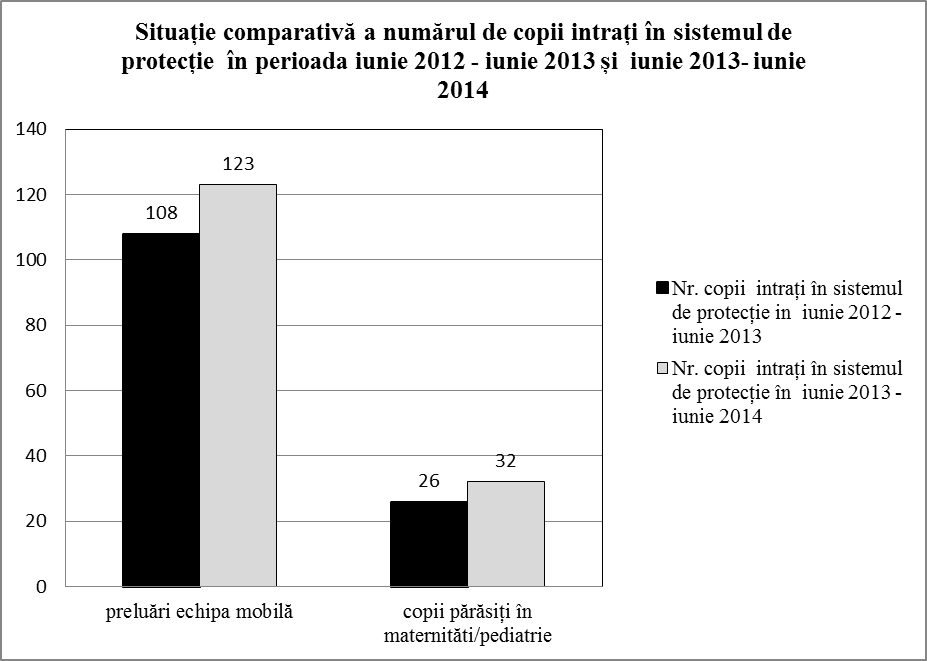 Situație comparativă a numărul de copii intrați în sistemul de
protecție în perioada iunie 2012 - iunie 2013 și iunie 2013- iunie
2014
140
120
100
80
60
40
20
0
108
123
26
32
preluări echipa mobilă
copii părăsiți în
maternităti/pediatrie
Nr. copii intrați în sistemul
de protecție in iunie 2012 -
iunie 2013
Nr. copii intrați în sistemul
de protecție în iunie 2013 -
iunie 2014